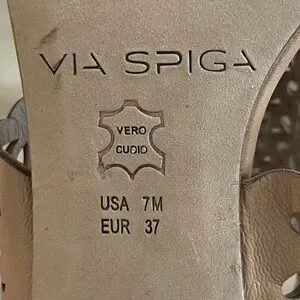 VIA SPIGA
VERO
CUOIO
USA 7M
EUR 37